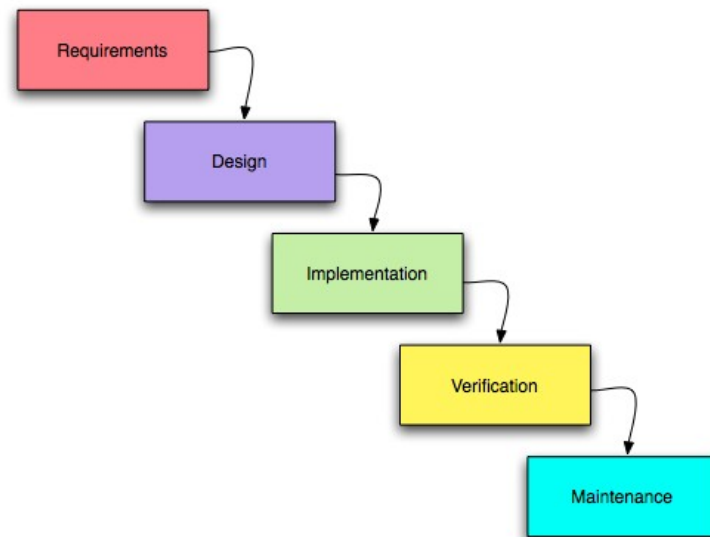 Requirements
Design
Implementation
Verification
Maintenance